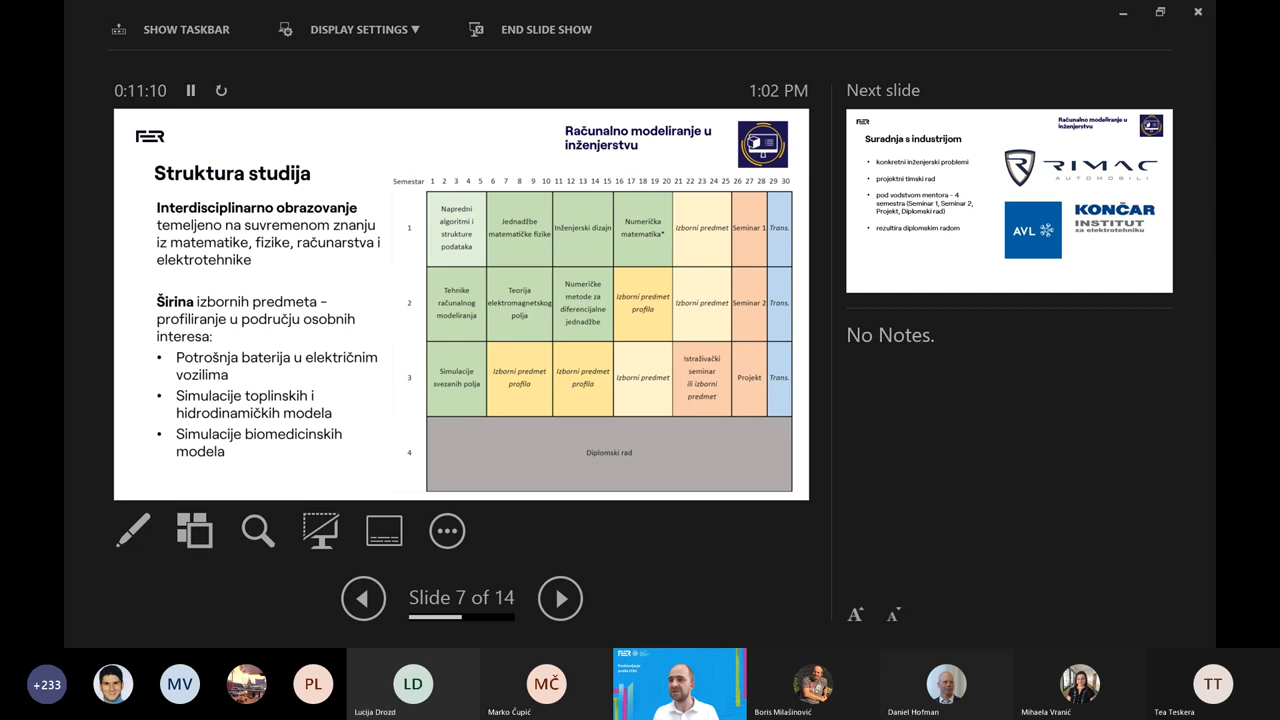 SHOW TASKBAR
DISPLAY SETTINGS ▼
END SLIDE SHOW
0:11:10
1:02 PM
FER
Računalno modeliranje u
inženjerstvu
Struktura studija
Interdisciplinarno obrazovanje
temeljeno na suvremenom znanju
iz matematike, fizike, računarstva i
elektrotehnike
Širina izbornih predmeta -
profiliranje u području osobnih
interesa:
• Potrošnja baterija u električnim
vozilima
• Simulacije toplinskih i
hidrodinamičkih modela
• Simulacije biomedicinskih
modela
Semestar 1 2 3 4 5 6 7 8 9 10 11 12 13 14 15 16 17 18 19 20 21 22 23 24 25 26 27 28 29 30
1
Napredni
algoritmi i
strukture
podataka
Jednadžbe
matematičke fizike
Inženjerski dizajn
Numerička
matematika*
Izborni predmet
Seminar 1
Trans.
2
Tehnike
računalnog
modeliranja
Teorija
elektromagnetskog
polja
Numeričke
metode za
diferencijalne
jednadžbe
Izborni predmet
profila
Izborni predmet
Seminar 2
Trans.
3
Simulacije
svezanih polja
Izborni predmet
profila
Izborni predmet
profila
Izborni predmet
Istraživački
seminar
ili izborni
predmet
Projekt
Trans.
4
Diplomski rad
Next slide
FER
Računalno modeliranje u
inženjerstvu
Suradnja s industrijom
• konkretni inženjerski problemi
• projektni timski rad
• pod vodstvom mentora - 4
semestra (Seminar 1, Seminar 2,
Projekt, Diplomski rad)
• rezultira diplomskim radom
RIMAC
AUTOMOBILI
AVL
KONČAR
INSTITUT
za elektrotehniku
No Notes.
Slide 7 of 14
A A
+233
MV
PL
LD
Lucija Drozd
MČ
Marko Čupić
FER
Boris Milašinović
Daniel Hofman
Mihaela Vranić
TT
Tea Teskera